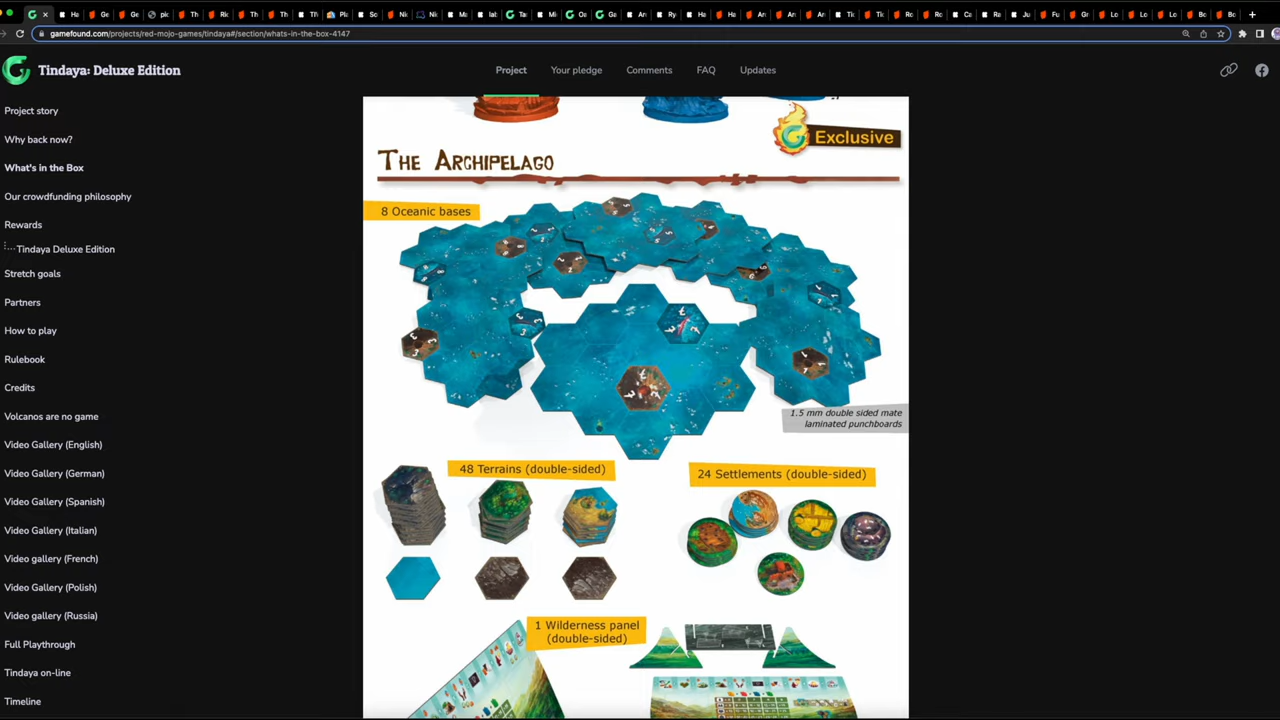 gamefound.com/projects/red-mojo-games/tindaya#/section/whats-in-the-box-4147
Tindaya: Deluxe Edition
Project
Your pledge
Comments
FAQ
Updates
Project story
Why back now?
What's in the Box
Our crowdfunding philosophy
Rewards
Tindaya Deluxe Edition
Stretch goals
Partners
How to play
Rulebook
Credits
Volcanos are no game
Video Gallery (English)
Video Gallery (German)
Video Gallery (Spanish)
Video Gallery (Italian)
Video gallery (French)
Video Gallery (Polish)
Video gallery (Russia)
Full Playthrough
Tindaya on-line
Timeline
Exclusive
The Archipelago
8 Oceanic bases
1.5 mm double sided mate
laminated punchboards
48 Terrains (double-sided)
24 Settlements (double-sided)
1 Wilderness panel
(double-sided)